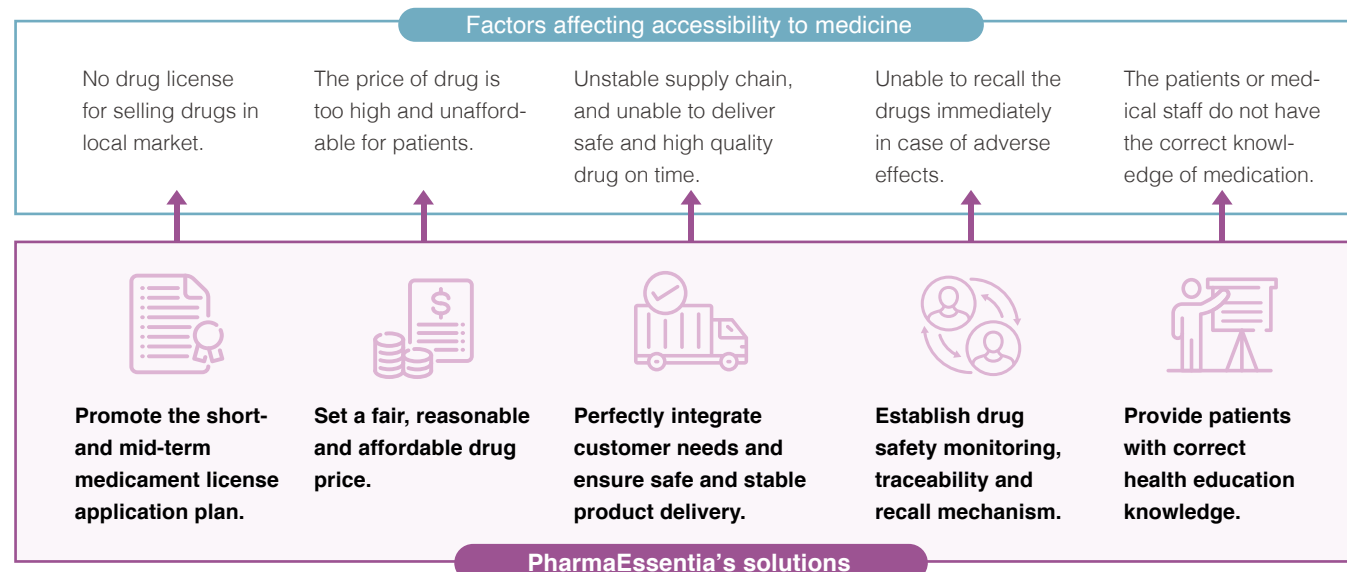 Factors affecting accessibility to medicine
No drug license
for selling drugs in
local market.
The price of drug is
too high and unafford-
able for patients.
Unstable supply chain,
and unable to deliver
safe and high quality
drug on time.
Unable to recall the
drugs immediately
in case of adverse
effects.
The patients or med-
ical staff do not have
the correct knowl-
edge of medication.
$
Promote the short-
and mid-term
medicament license
application plan.
Set a fair, reasonable
and affordable drug
price.
Perfectly integrate
customer needs and
ensure safe and stable
product delivery.
Establish drug
safety monitoring,
traceability and
recall mechanism.
Provide patients
with correct
health education
knowledge.
PharmaEssentia's solutions